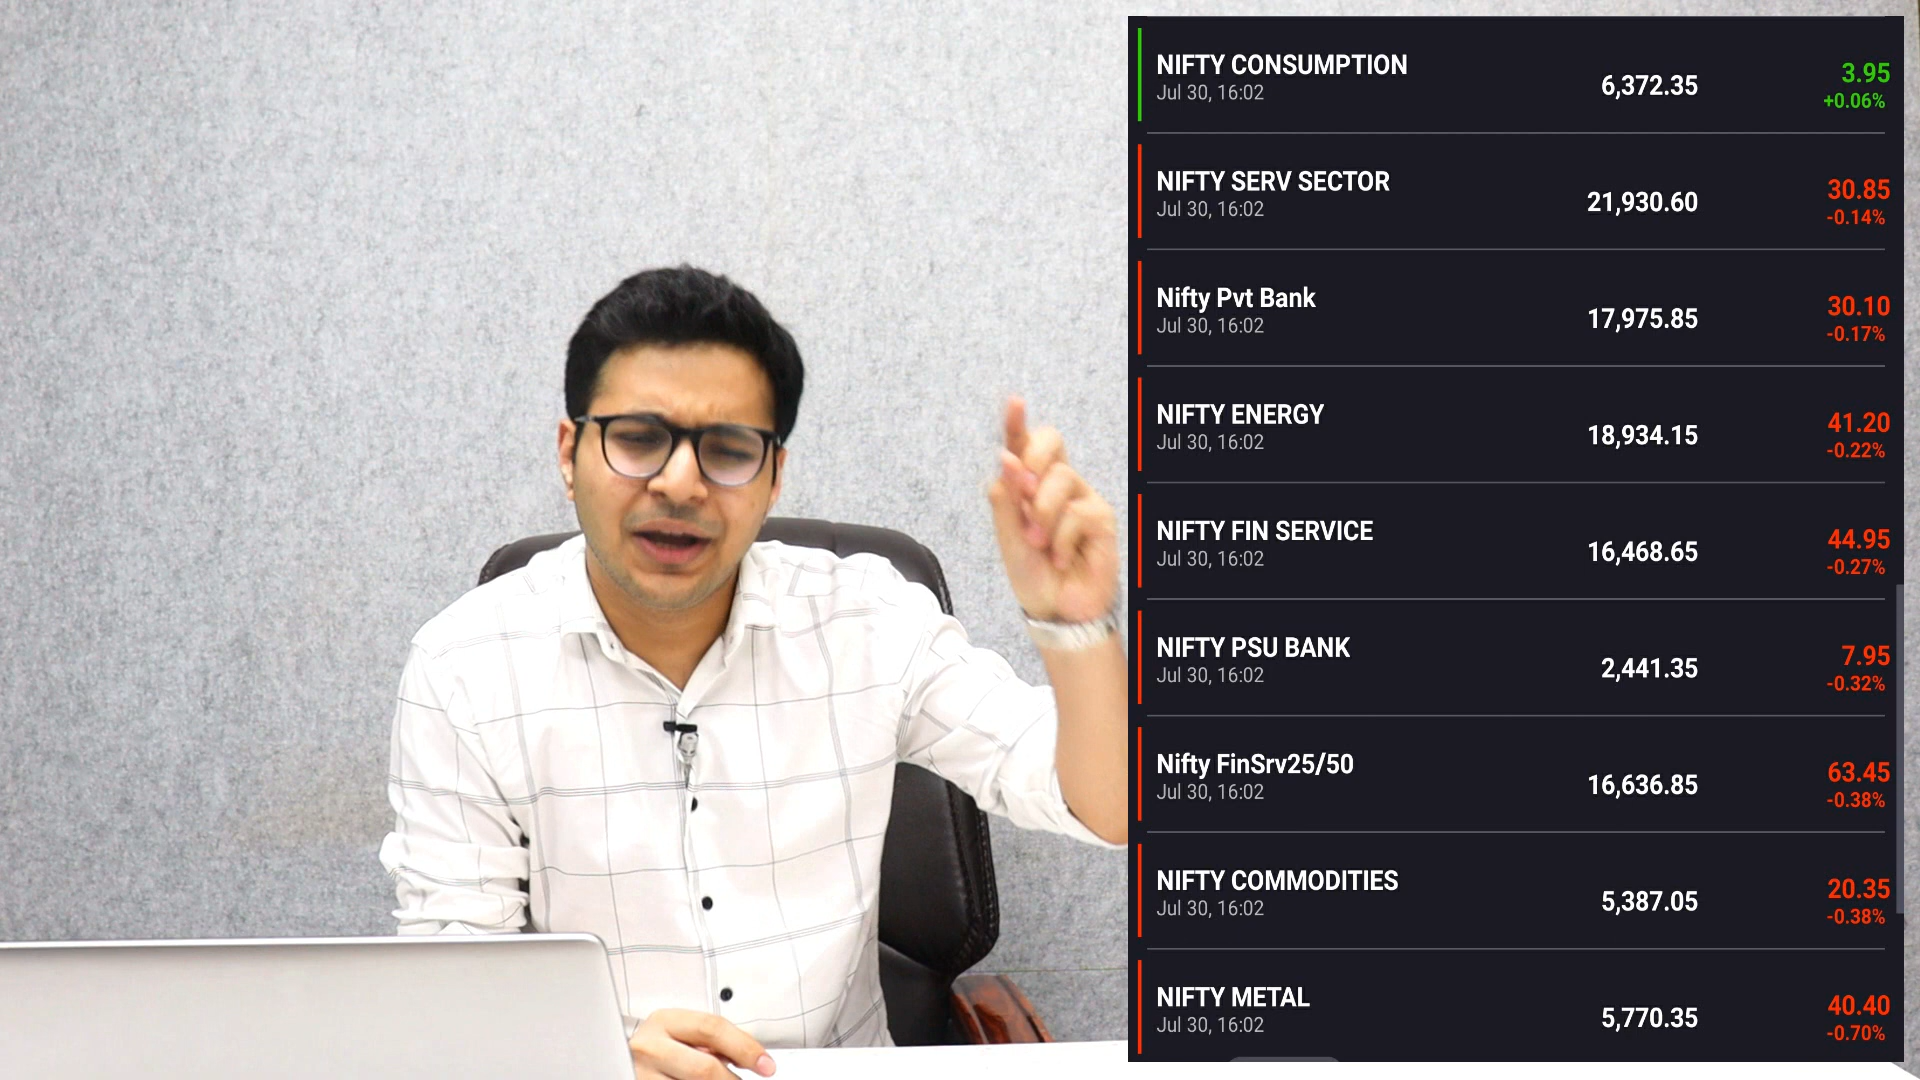 NIFTY CONSUMPTION
Jul 30, 16:02
6,372.35
3.95
+0.06%
NIFTY SERV SECTOR
Jul 30, 16:02
21,930.60
30.85
-0.14%
Nifty Pvt Bank
Jul 30, 16:02
17,975.85
30.10
-0.17%
NIFTY ENERGY
Jul 30, 16:02
18,934.15
41.20
-0.22%
NIFTY FIN SERVICE
Jul 30, 16:02
16,468.65
44.95
-0.27%
NIFTY PSU BANK
Jul 30, 16:02
2,441.35
7.95
-0.32%
Nifty FinSrv25/50
Jul 30, 16:02
16,636.85
63.45
-0.38%
NIFTY COMMODITIES
Jul 30, 16:02
5,387.05
20.35
-0.38%
NIFTY METAL
Jul 30, 16:02
5,770.35
40.40
-0.70%